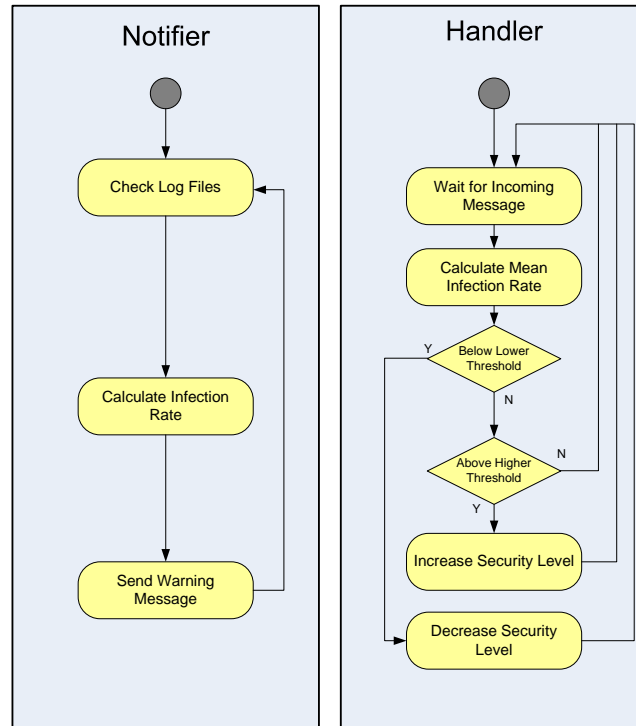 Notifier
Check Log Files
Calculate Infection
Rate
Send Warning
Message
Handler
Wait for Incoming
Message
Calculate Mean
Infection Rate
Y
Below Lower
Threshold
N
Above Higher
Threshold
N
Y
Increase Security Level
Decrease Security
Level